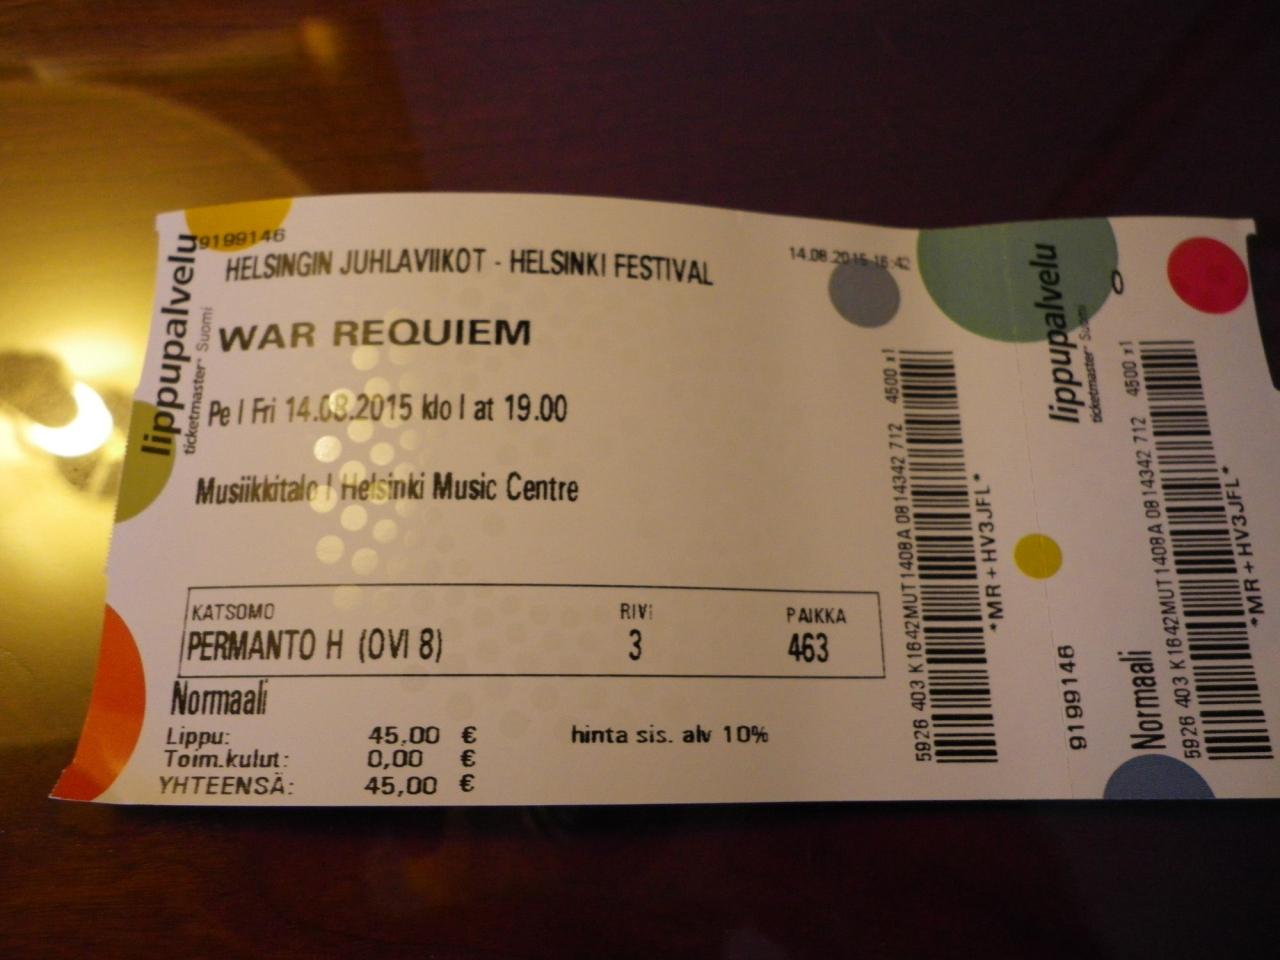 9199146
HELSINGIN JUHLAVIIKOT - HELSINKI FESTIVAL
14.08.2015 16:42
WAR REQUIEM
Pe | Fri 14.08.2015 klo | at 19.00
Musiikkitalo | Helsinki Music Centre
KATSOMO RIVI PAIKKA
PERMANTO H (OVI 8) 3 463
Normaali
Lippu: 45,00 € hinta sis. alv 10%
Toim.kulut: 0,00 €
YHTEENSÄ: 45,00 €
lippupalvelu
ticketmaster Suomi
5926 403 K1642MUT1408A 0814342 712 4500 x1
*MR+HV3JFL*
lippupalvelu
ticketmaster Suomi
9199146
0
Normaali
5926 403 K1642MUT1408A 0814342 712 4500 x1
*MR+HV3JFL*